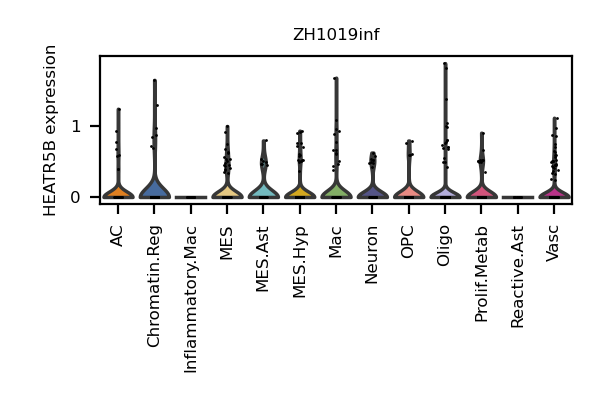 ZH1019inf
HEATR5B expression
1
0
AC
Chromatin.Reg
Inflammatory.Mac
MES
MES.Ast
MES.Hyp
Mac
Neuron
OPC
Oligo
Prolif.Metab
Reactive.Ast
Vasc